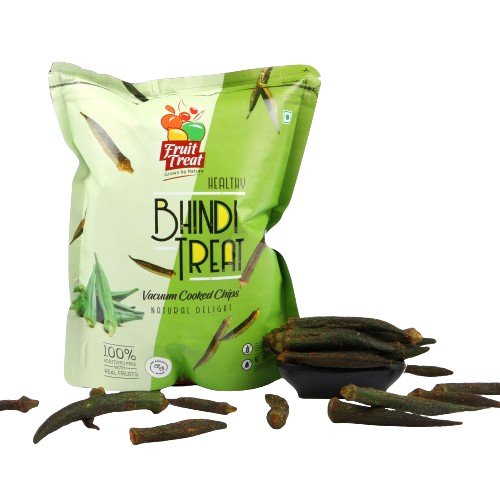 Fruit
Treat
Grown by Nature
HEALTHY
BHINDI
TREAT
Vacuum Cooked Chips
NATURAL DELIGHT
100%
REAL FRUITS